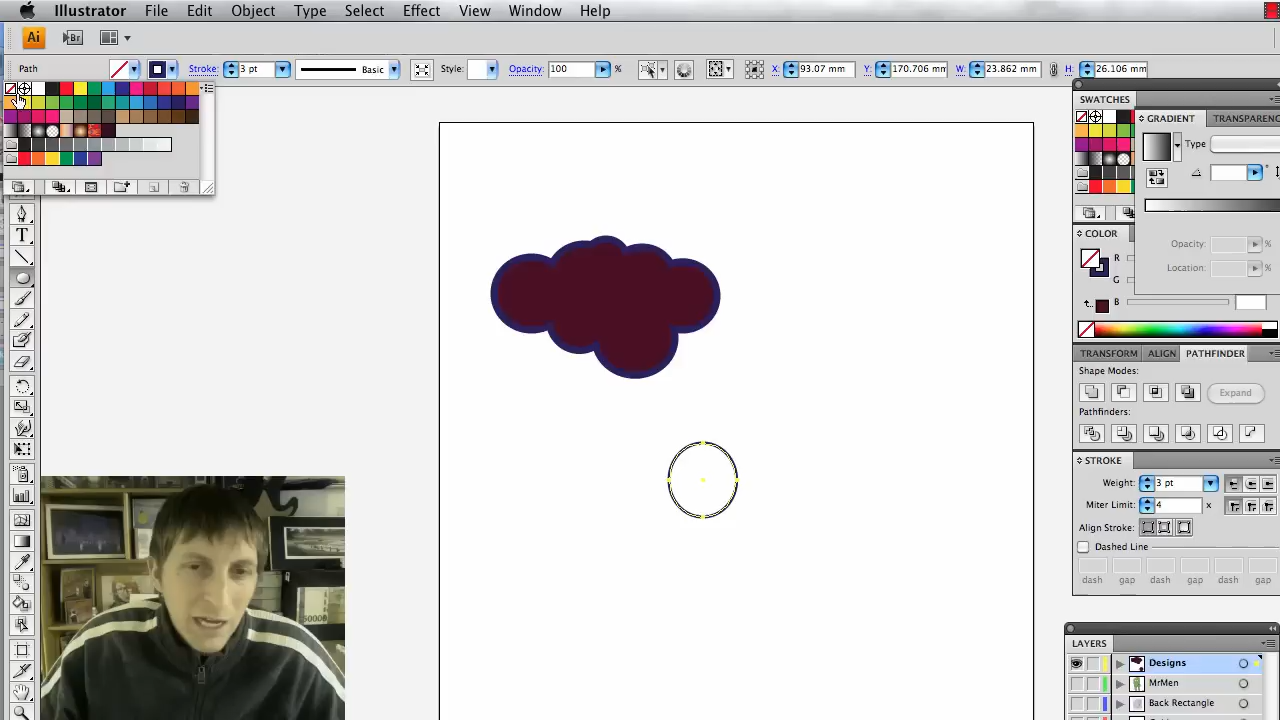 Illustrator File Edit Object Type Select Effect View Window Help
Ai Br
Path Stroke: 3 pt Basic Style: Opacity: 100 % X: 93.07 mm Y: 170.706 mm W: 23.862 mm H: 26.106 mm
SWATCHES
GRADIENT TRANSPARENC
Type
°
Opacity: %
Location: %
COLOR
R
G
B
TRANSFORM ALIGN PATHFINDER
Shape Modes:
Expand
Pathfinders:
STROKE
Weight: 3 pt
Miter Limit: 4 x
Align Stroke:
Dashed Line
dash gap dash gap dash gap
LAYERS
Designs
MrMen
Back Rectangle
T
50000